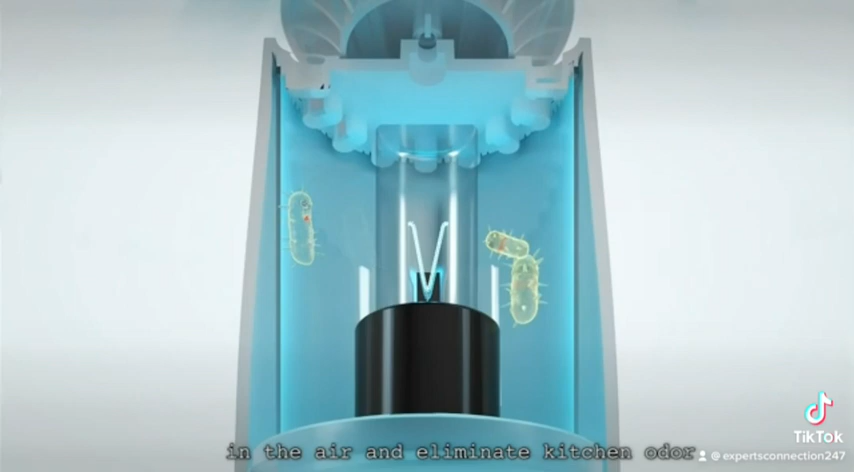 in the air and eliminate kitchen odor
TikTok
@ expertsconnection247